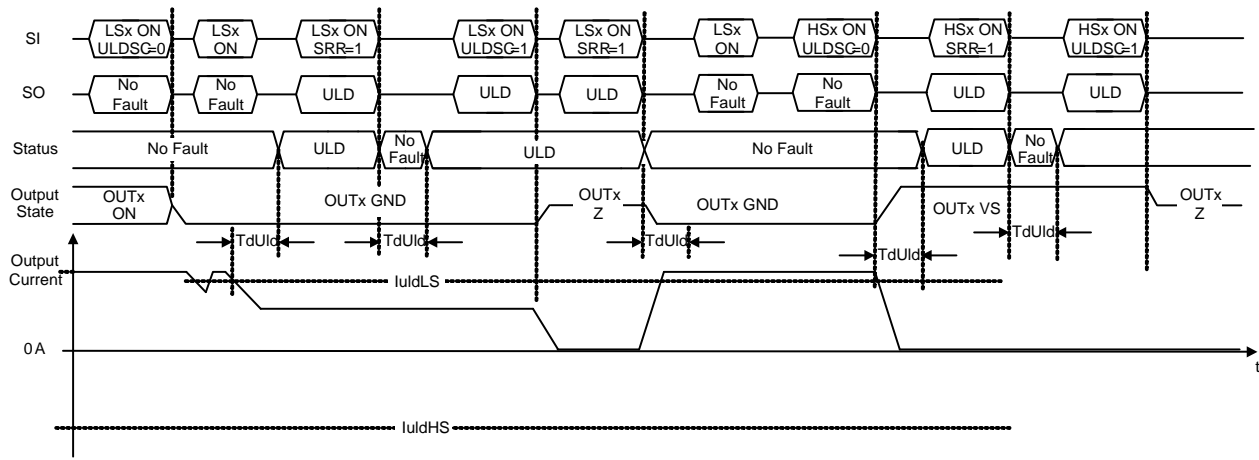 SI
LSx ON
ULDSC=0
LSx
ON
LSx ON
SRR=1
LSx ON
ULDSC=1
LSx ON
SRR=1
LSx
ON
HSx ON
ULDSC=0
HSx ON
SRR=1
HSx ON
ULDSC=1
SO
No
Fault
No
Fault
ULD
ULD
ULD
No
Fault
No
Fault
ULD
ULD
Status
No Fault
ULD
No
Fault
ULD
No Fault
ULD
No
Fault
Output
State
OUTx
ON
OUTx GND
OUTx
Z
OUTx GND
OUTx VS
OUTx
Z
TdUld
TdUld
TdUld
TdUld
TdUld
Output
Current
IuldLS
0 A
t
IuldHS